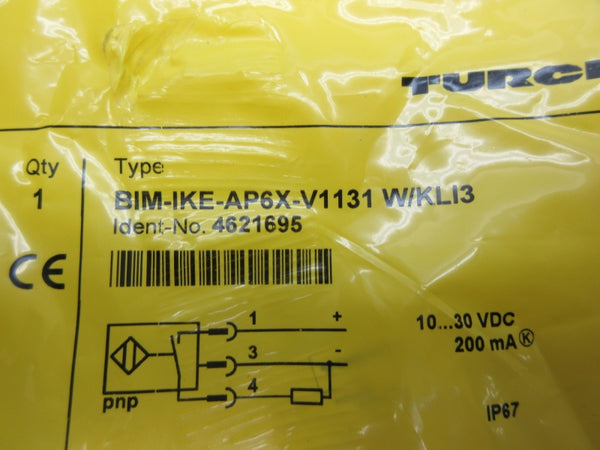 TURC
Qty Type
1 BIM-IKE-AP6X-V1131 W/KLI3
Ident-No. 4621695
CE
1 +
10...30 VDC
3 -
200 mA Ⓚ
4
pnp
IP67